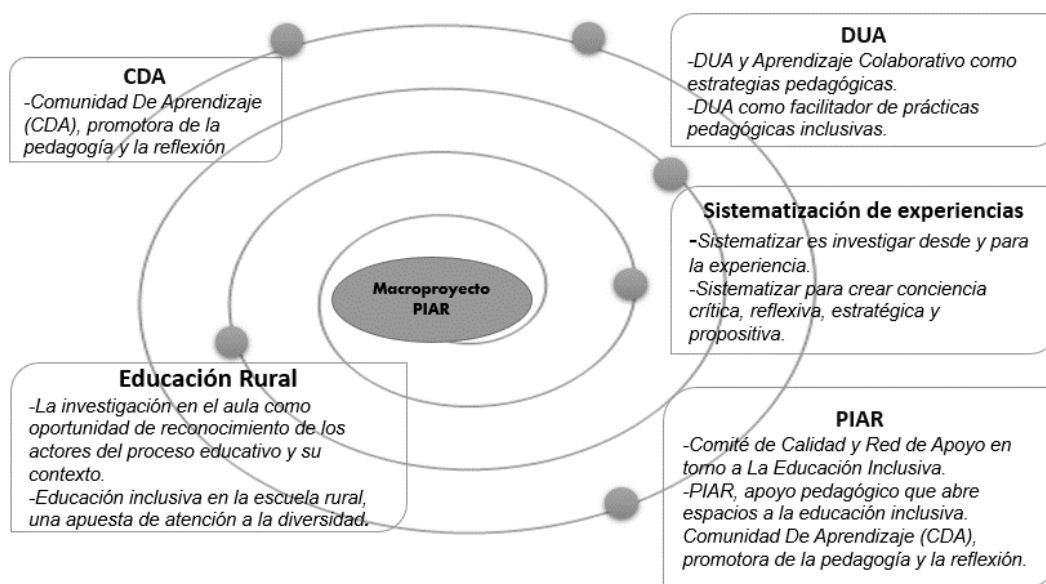 CDA
-Comunidad De Aprendizaje
(CDA), promotora de la
pedagogía y la reflexión
DUA
-DUA y Aprendizaje Colaborativo como
estrategias pedagógicas.
-DUA como facilitador de prácticas
pedagógicas inclusivas.
Sistematización de experiencias
-Sistematizar es investigar desde y para
la experiencia.
-Sistematizar para crear conciencia
crítica, reflexiva, estratégica y
propositiva.
Macroproyecto
PIAR
Educación Rural
-La investigación en el aula como
oportunidad de reconocimiento de los
actores del proceso educativo y su
contexto.
-Educación inclusiva en la escuela rural,
una apuesta de atención a la diversidad.
PIAR
-Comité de Calidad y Red de Apoyo en
torno a La Educación Inclusiva.
-PIAR, apoyo pedagógico que abre
espacios a la educación inclusiva.
Comunidad De Aprendizaje (CDA),
promotora de la pedagogía y la reflexión.